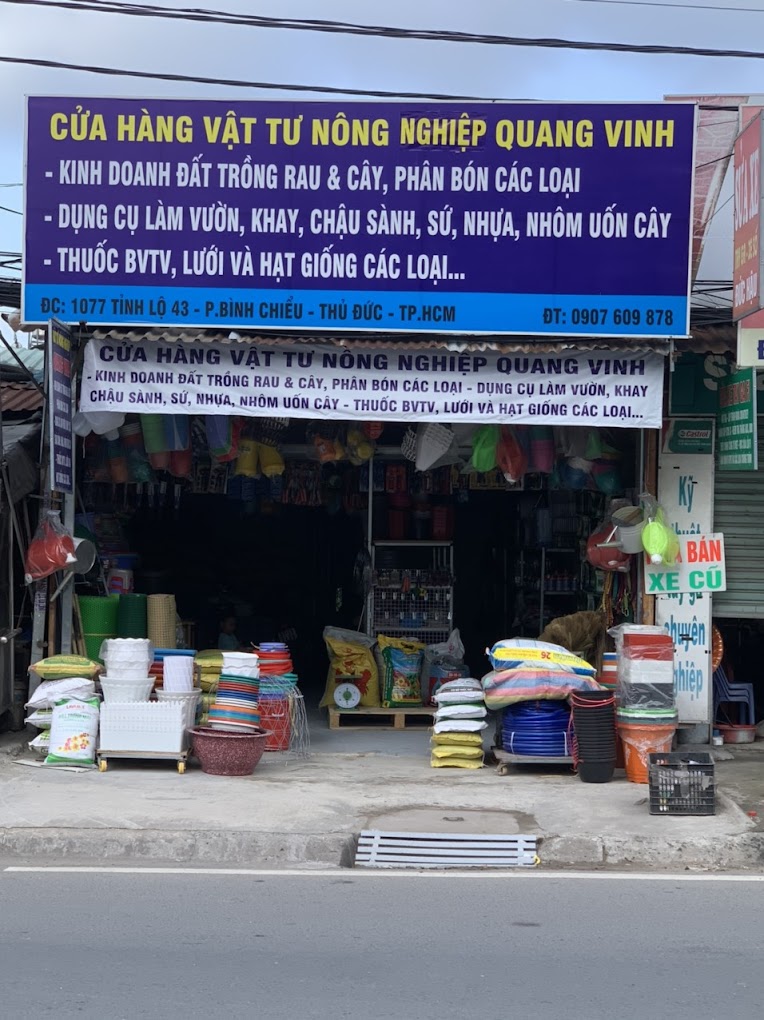 CỬA HÀNG VẬT TƯ NÔNG NGHIỆP QUANG VINH
- KINH DOANH ĐẤT TRỒNG RAU & CÂY, PHÂN BÓN CÁC LOẠI
- DỤNG CỤ LÀM VƯỜN, KHAY, CHẬU SÀNH, SỨ, NHỰA, NHÔM UỐN CÂY
- THUỐC BVTV, LƯỚI VÀ HẠT GIỐNG CÁC LOẠI...
ĐC: 1077 TỈNH LỘ 43 - P.BÌNH CHIỂU - THỦ ĐỨC - TP.HCM ĐT: 0907 609 878
CỬA HÀNG VẬT TƯ NÔNG NGHIỆP QUANG VINH
- KINH DOANH ĐẤT TRỒNG RAU & CÂY, PHÂN BÓN CÁC LOẠI - DỤNG CỤ LÀM VƯỜN, KHAY
CHẬU SÀNH, SỨ, NHỰA, NHÔM UỐN CÂY - THUỐC BVTV, LƯỚI VÀ HẠT GIỐNG CÁC LOẠI...
Castrol
Kỹ
thuật
BÁN
XE CŨ
chuyên
nghiệp